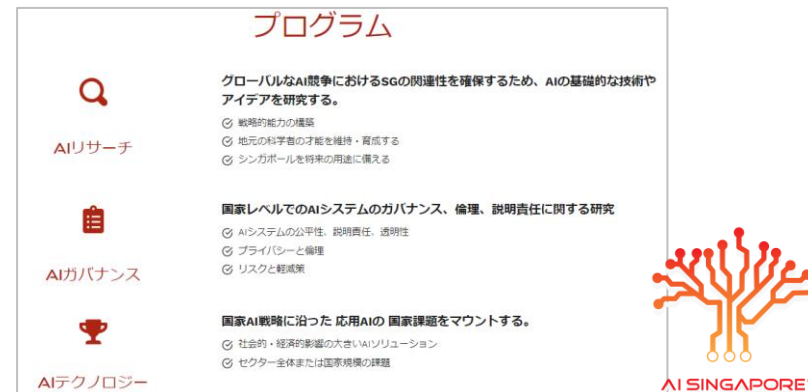 プログラム
グローバルなAI競争におけるSGの関連性を確保するため、AIの基礎的な技術や
アイデアを研究する。
戦略的能力の構築
地元の科学者の才能を維持・育成する
シンガポールを将来の用途に備える
AIリサーチ
国家レベルでのAIシステムのガバナンス、倫理、説明責任に関する研究
AIシステムの公平性、説明責任、透明性
プライバシーと倫理
リスクと軽減策
AIガバナンス
国家AI戦略に沿った 応用AIの 国家課題をマウントする。
社会的・経済的影響の大きいAIソリューション
セクター全体または国家規模の課題
AIテクノロジー
AI SINGAPORE